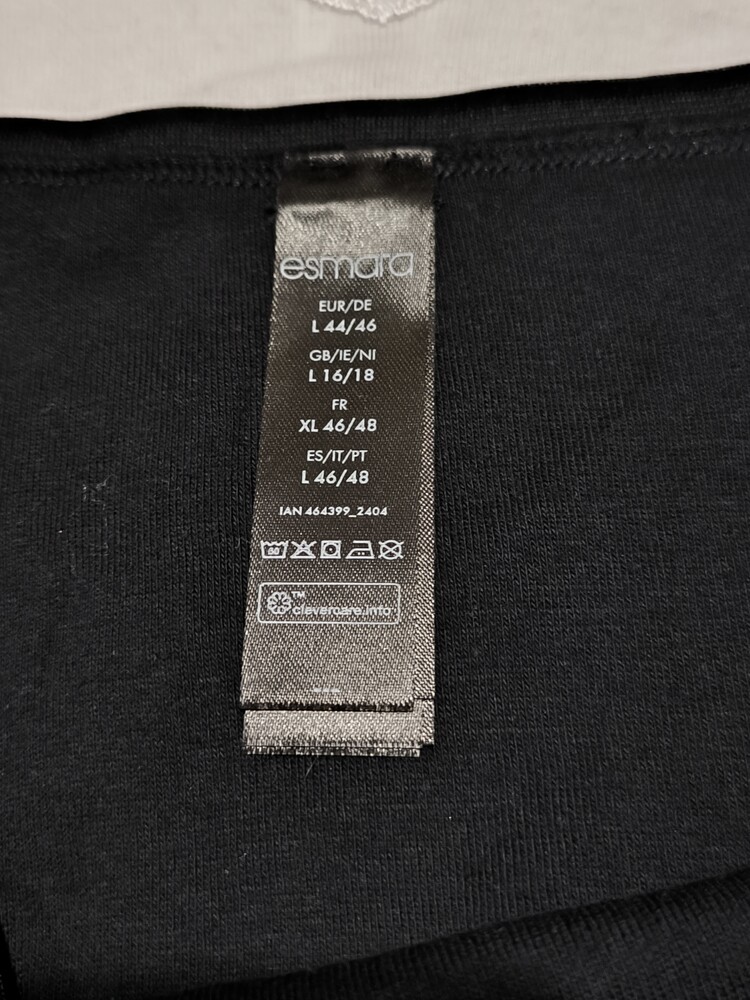 esmara
EUR/DE
L 44/46
GB/IE/NI
L 16/18
FR
XL 46/48
ES/IT/PT
L 46/48
IAN 464399_2404
60
™
clevercare.info